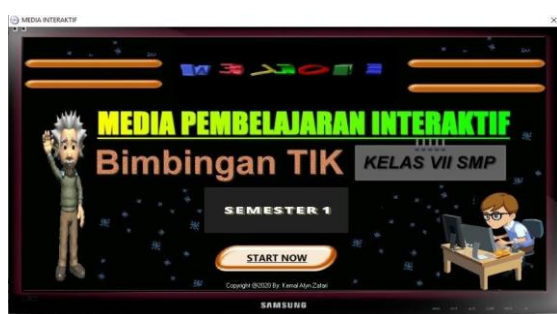 MEDIA INTERAKTIF
WELCOME
MEDIA PEMBELAJARAN INTERAKTIF
Bimbingan TIK KELAS VII SMP
SEMESTER 1
START NOW
Copyright @2020 By: Kemal Alyn Zafari
SAMSUNG